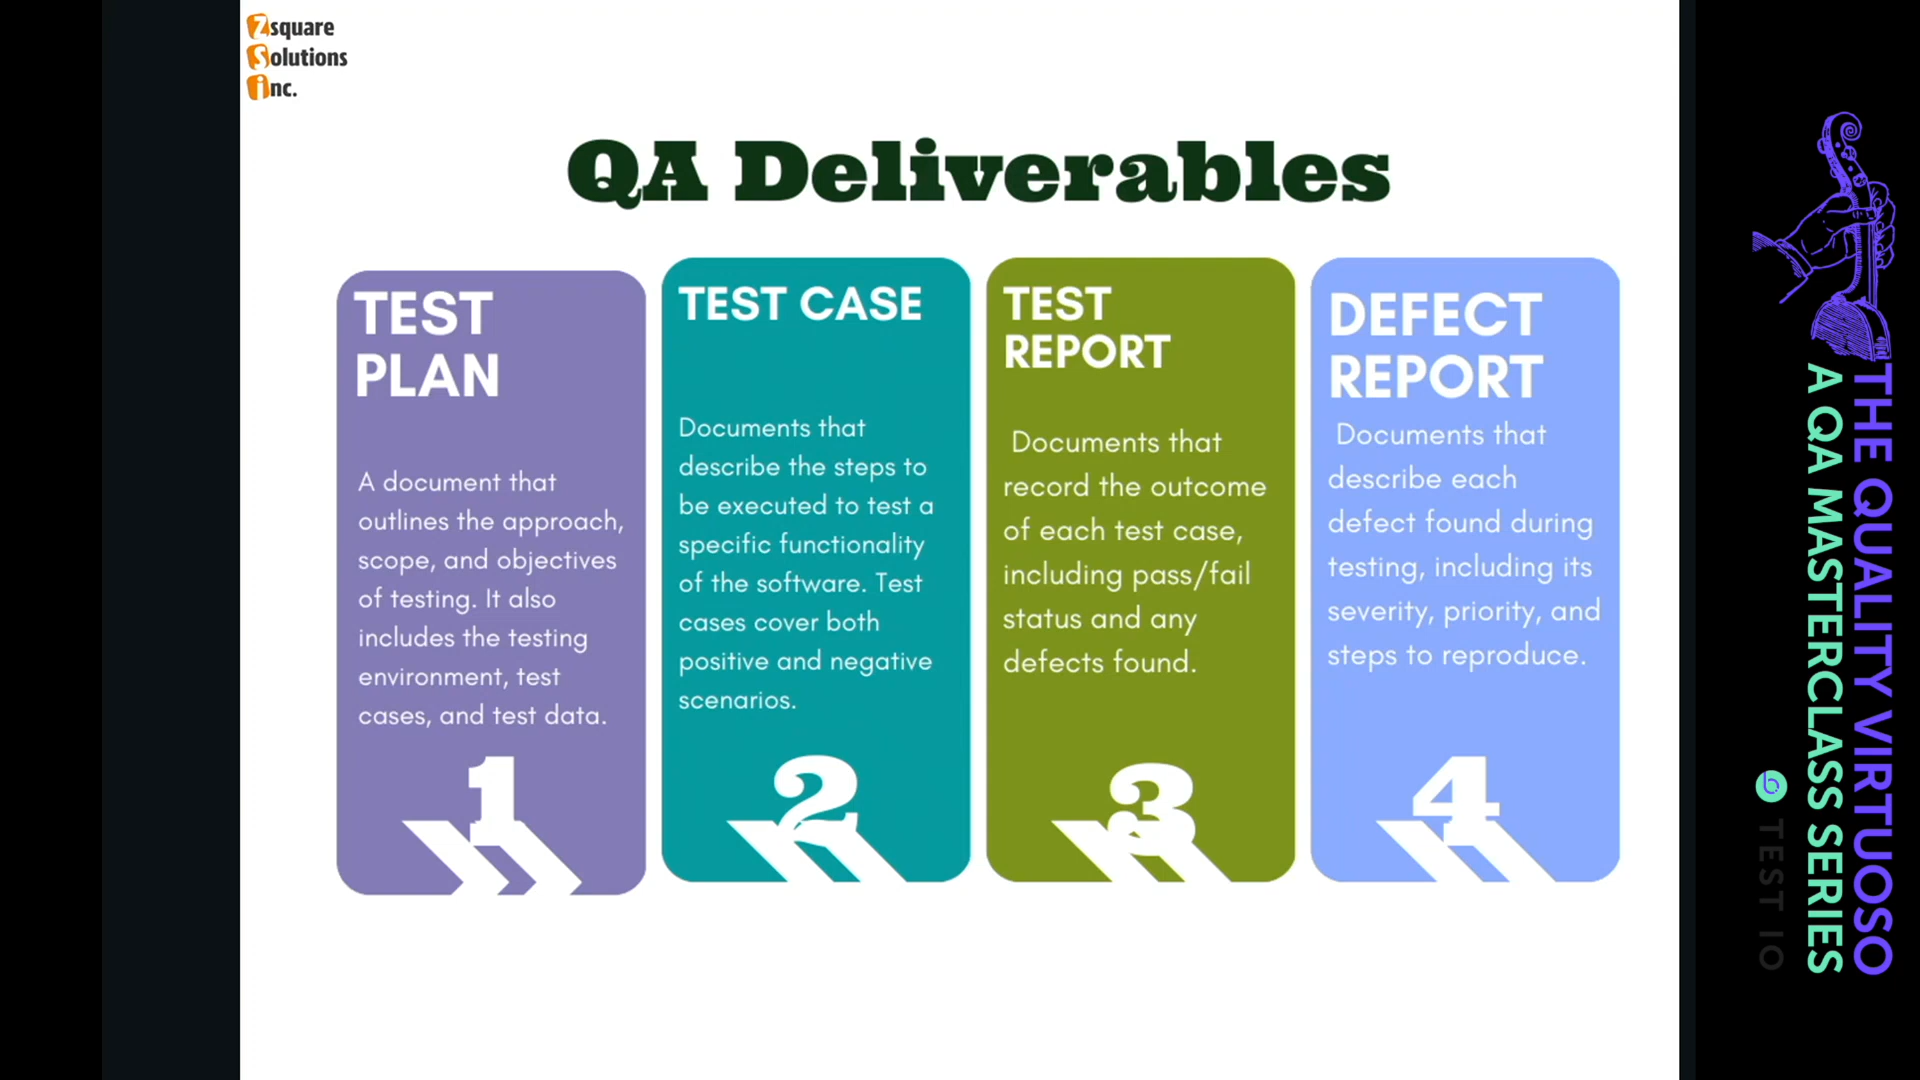 Zsquare
Solutions
inc.
QA Deliverables
TEST
PLAN
A document that
outlines the approach,
scope, and objectives
of testing. It also
includes the testing
environment, test
cases, and test data.
1
TEST CASE
Documents that
describe the steps to
be executed to test a
specific functionality
of the software. Test
cases cover both
positive and negative
scenarios.
2
TEST
REPORT
Documents that
record the outcome
of each test case,
including pass/fail
status and any
defects found.
3
DEFECT
REPORT
Documents that
describe each
defect found during
testing, including its
severity, priority, and
steps to reproduce.
4
THE QUALITY VIRTUOSO
A QA MASTERCLASS SERIES
TEST IO